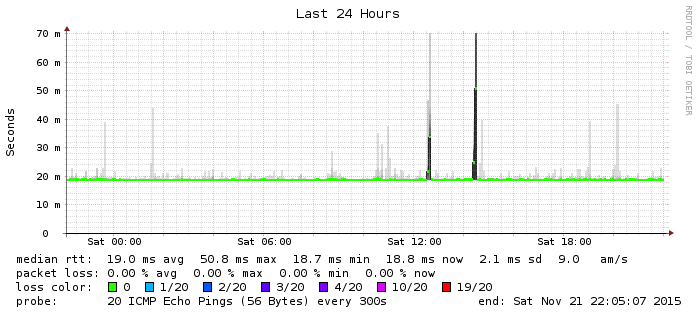 Last 24 Hours
RRDTOOL / TOBI OETIKER
Seconds
70 m
60 m
50 m
40 m
30 m
20 m
10 m
0
Sat 00:00 Sat 06:00 Sat 12:00 Sat 18:00
median rtt: 19.0 ms avg 50.8 ms max 18.7 ms min 18.8 ms now 2.1 ms sd 9.0 am/s
packet loss: 0.00 % avg 0.00 % max 0.00 % min 0.00 % now
loss color: 0 1/20 2/20 3/20 4/20 10/20 19/20
probe: 20 ICMP Echo Pings (56 Bytes) every 300s end: Sat Nov 21 22:05:07 2015